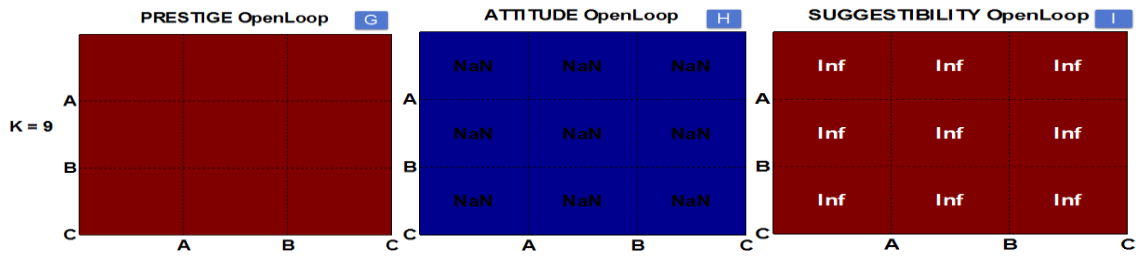 PRESTIGE OpenLoop G
ATTITUDE OpenLoop H
SUGGESTIBILITY OpenLoop I
K = 9
A
B
C
A B C
A
B
C
NaN NaN NaN
NaN NaN NaN
NaN NaN NaN
A B C
A
B
C
Inf Inf Inf
Inf Inf Inf
Inf Inf Inf
A B C